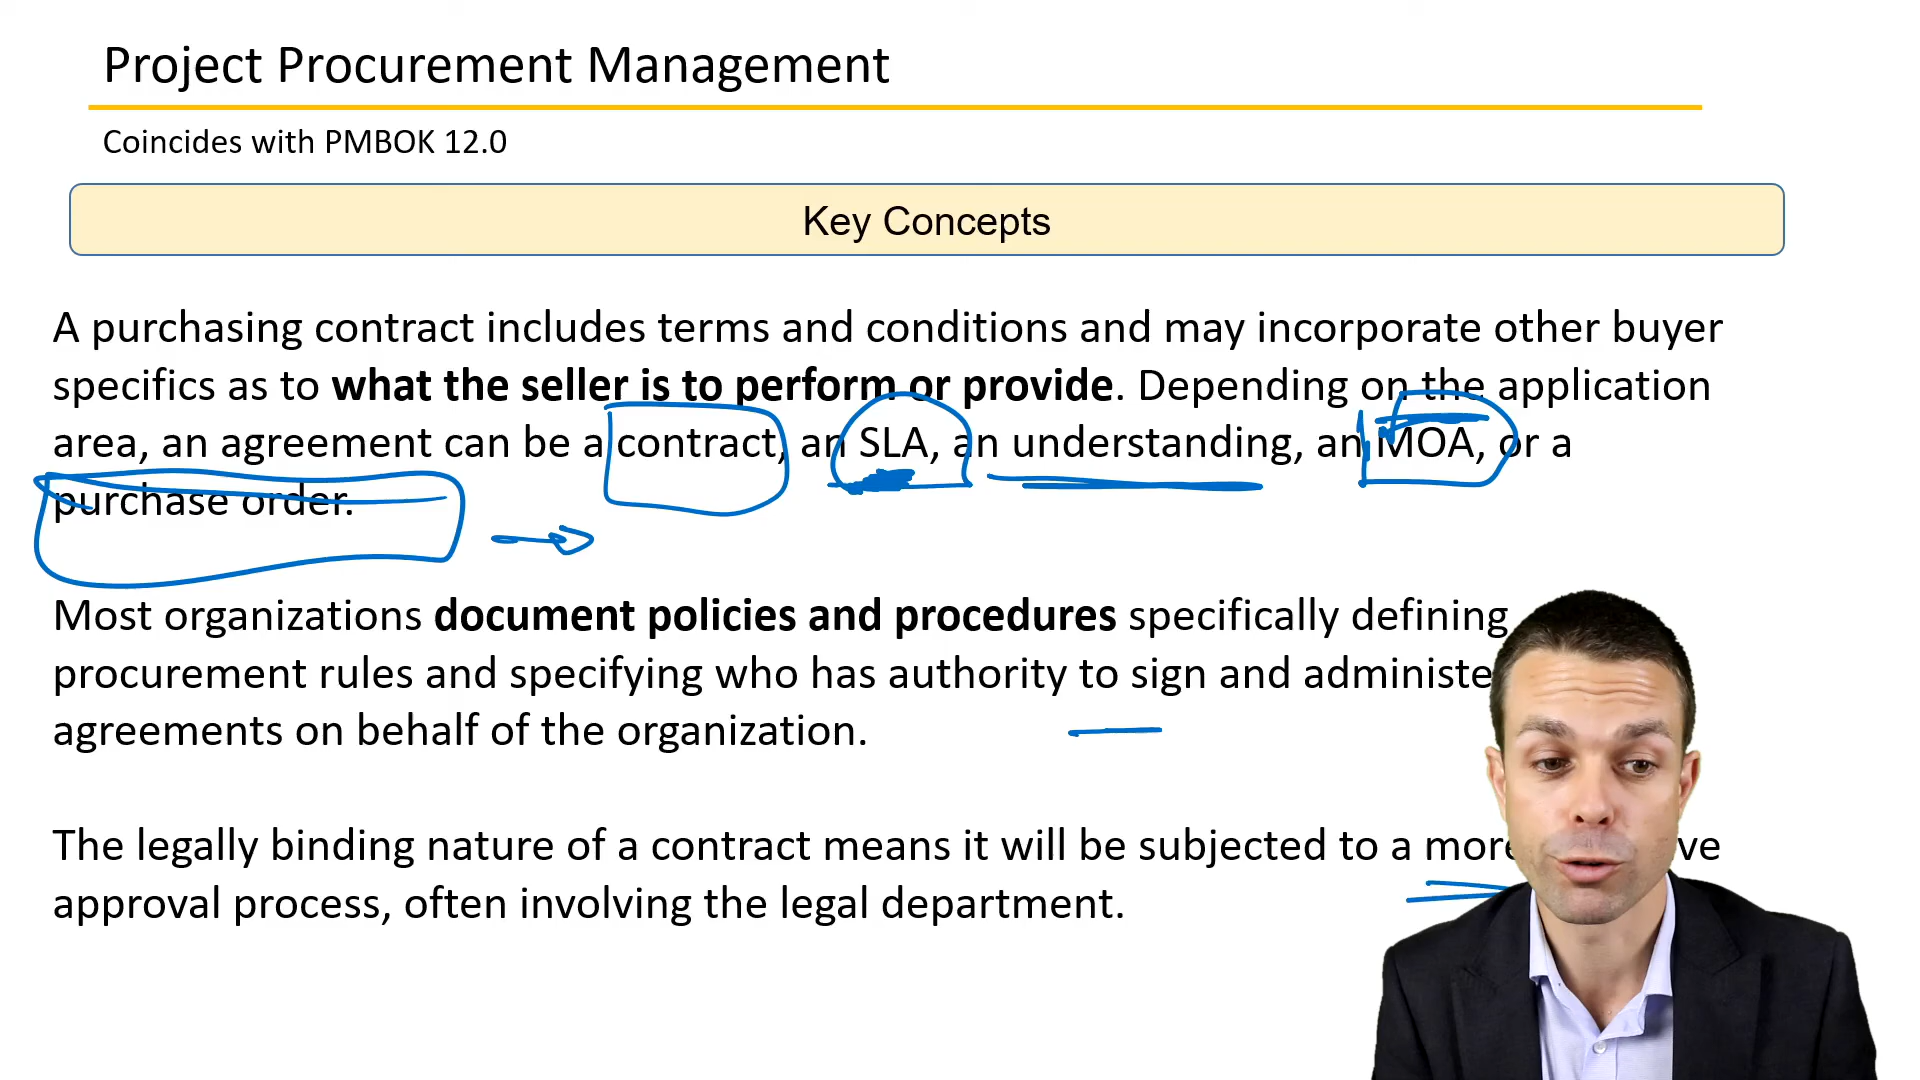 Project Procurement Management
Coincides with PMBOK 12.0
Key Concepts
A purchasing contract includes terms and conditions and may incorporate other buyer
specifics as to what the seller is to perform or provide. Depending on the application
area, an agreement can be a contract, an SLA, an understanding, an MOA, or a
purchase order.
Most organizations document policies and procedures specifically defining
procurement rules and specifying who has authority to sign and
agreements on behalf of the organization.
The legally binding nature of a contract means it will be subjected to a more
approval process, often involving the legal department.